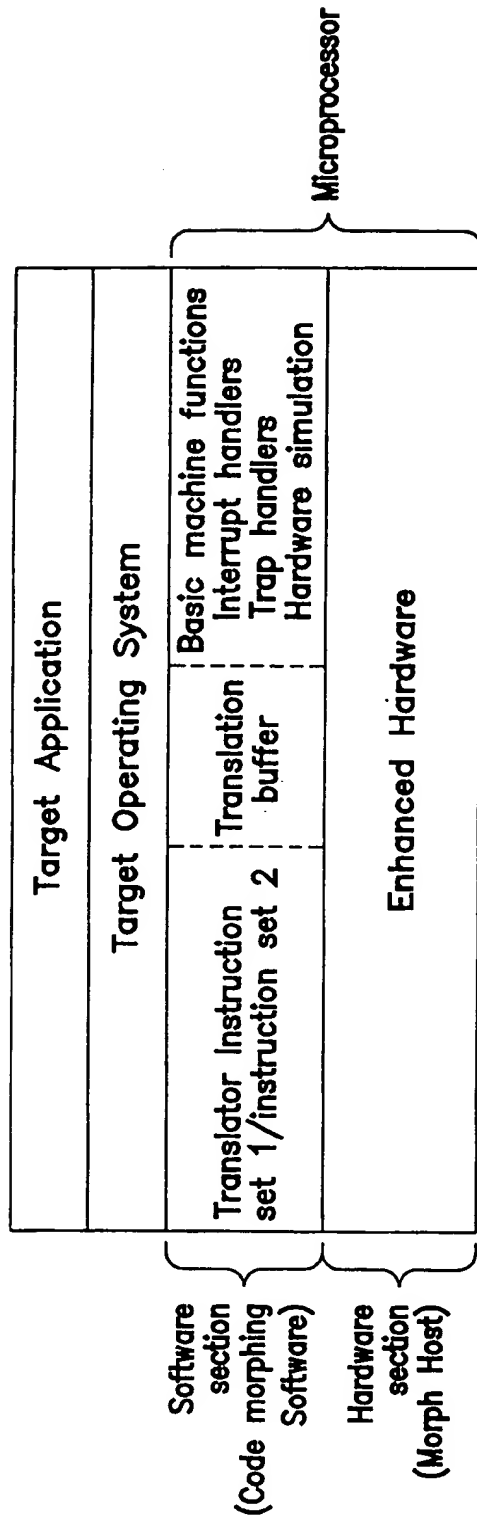 Target Application
Target Operating System
Translator Instruction
set 1/instruction set 2
Translation
buffer
Basic machine functions
Interrupt handlers
Trap handlers
Hardware simulation
Enhanced Hardware
Software
section
(Code morphing
Software)
Hardware
section
(Morph Host)
Microprocessor